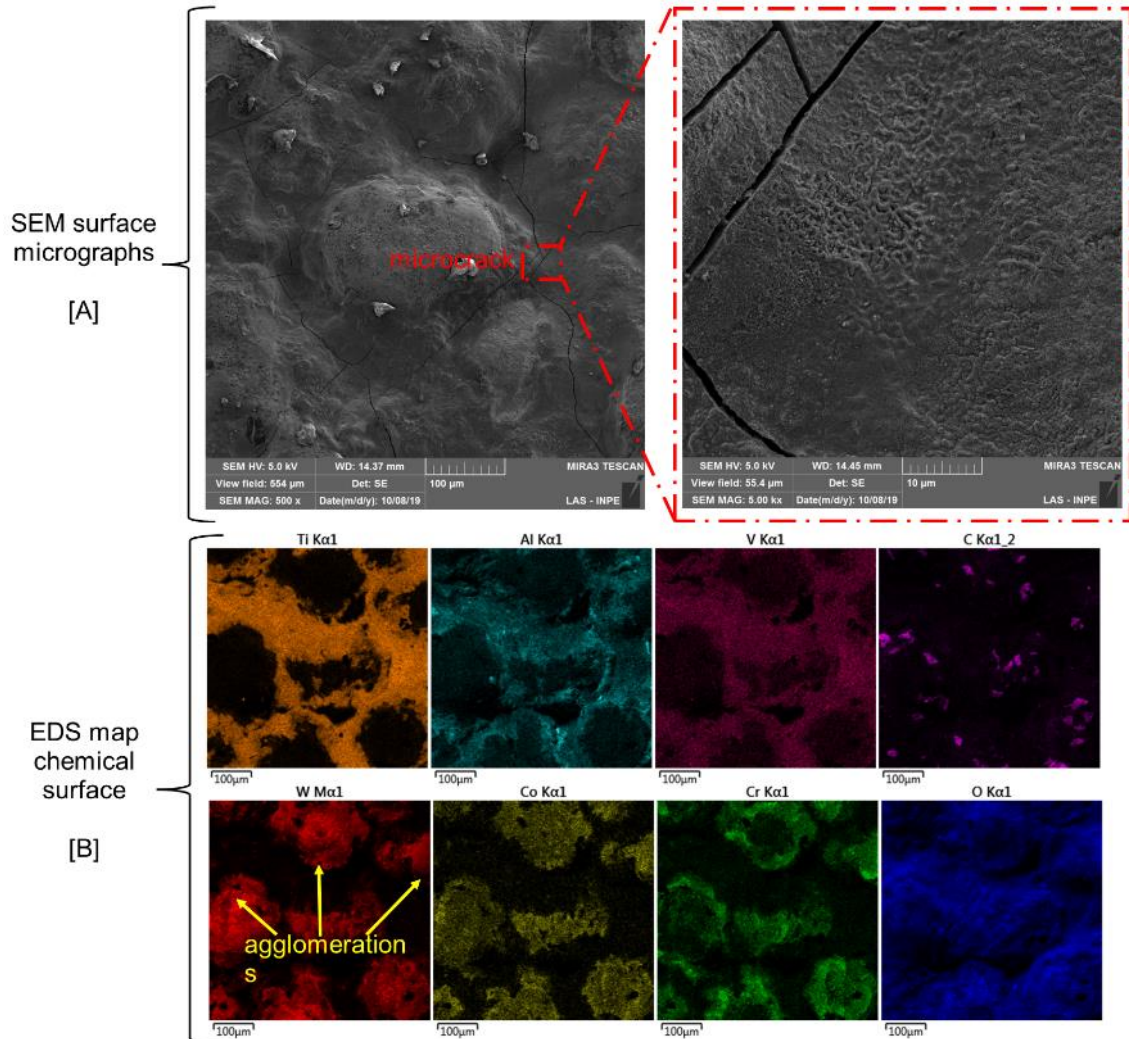 SEM surface
micrographs
[A]
microcrack
SEM HV: 5.0 kV WD: 14.37 mm MIRA3 TESCAN
View field: 554 µm Det: SE 100 µm
SEM MAG: 500 x Date(m/d/y): 10/08/19 LAS - INPE
SEM HV: 5.0 kV WD: 14.45 mm MIRA3 TESCAN
View field: 55.4 µm Det: SE 10 µm
SEM MAG: 5.00 kx Date(m/d/y): 10/08/19 LAS - INPE
EDS map
chemical
surface
[B]
Ti Kα1 Al Kα1 V Kα1 C Kα1_2
100µm 100µm 100µm 100µm
W Mα1 Co Kα1 Cr Kα1 O Kα1
agglomeration
s
100µm 100µm 100µm 100µm